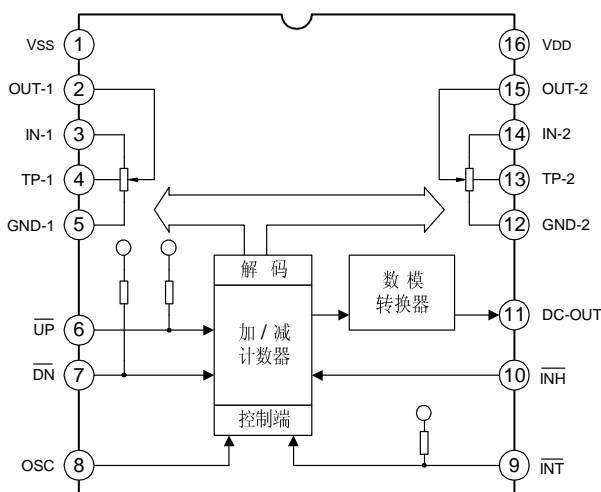 VSS 1 16 VDD
OUT-1 2 15 OUT-2
IN-1 3 14 IN-2
TP-1 4 13 TP-2
GND-1 5 12 GND-2
解 码
数 模
转换器
UP 6 11 DC-OUT
加 / 减
计数器
DN 7 10 INH
控制端
OSC 8 9 INT